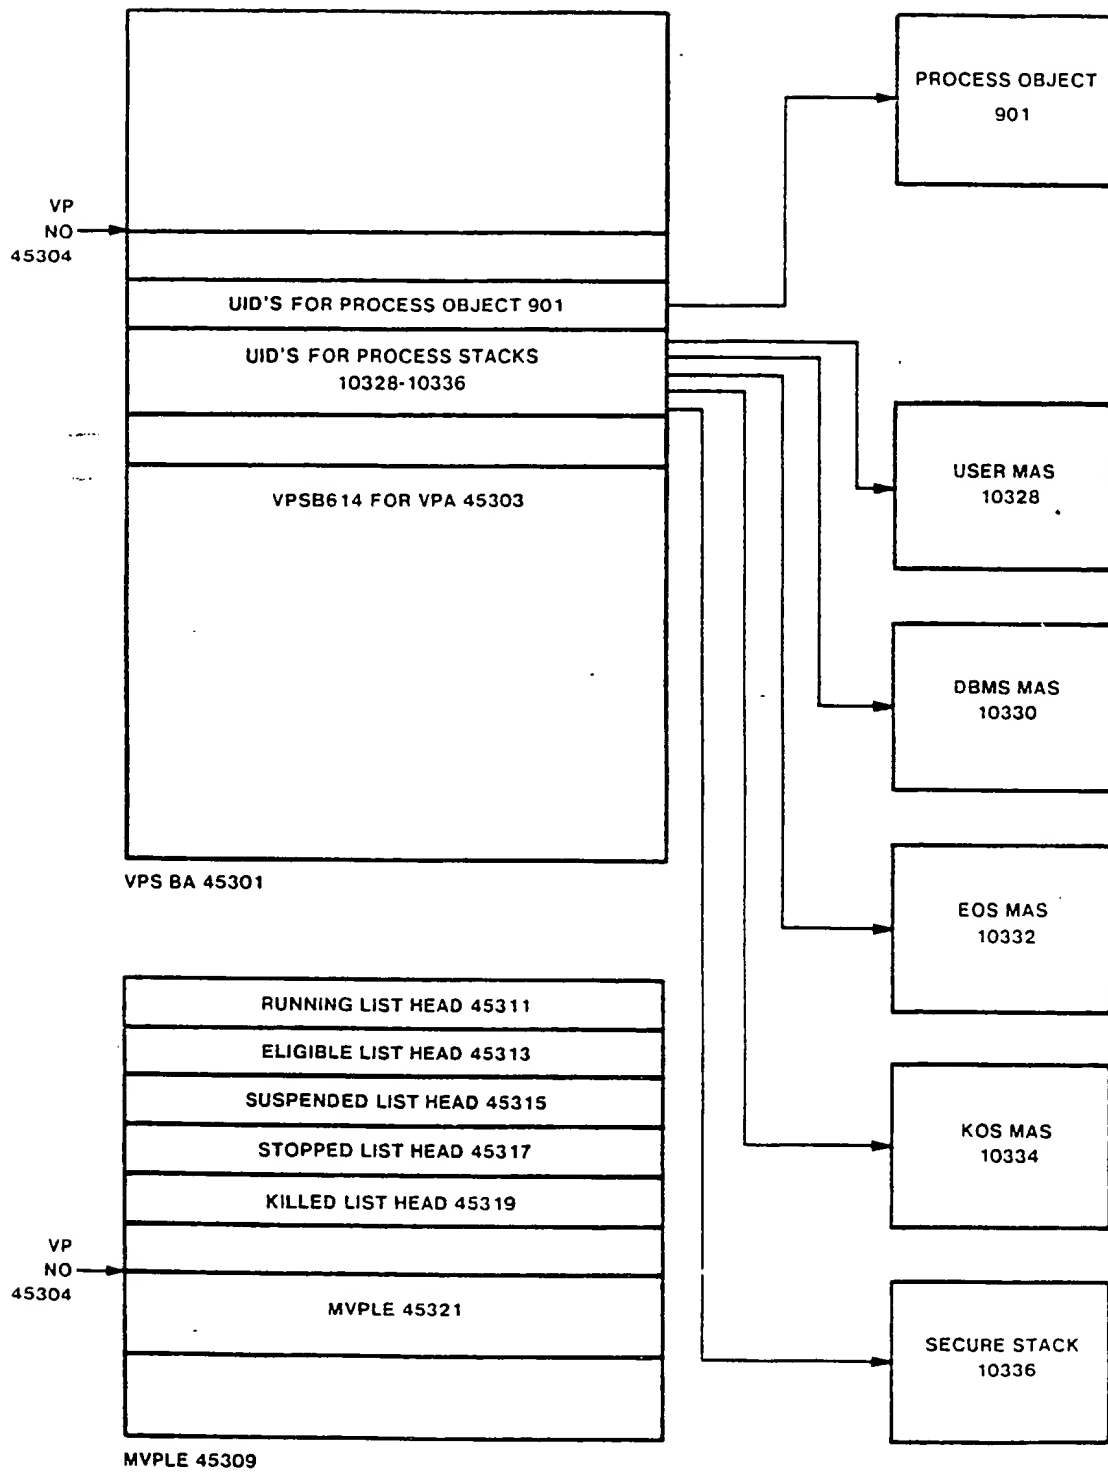 PROCESS OBJECT
901
VP
NO
45304
UID'S FOR PROCESS OBJECT 901
UID'S FOR PROCESS STACKS
10328-10336
VPSB614 FOR VPA 45303
USER MAS
10328
DBMS MAS
10330
VPS BA 45301
EOS MAS
10332
RUNNING LIST HEAD 45311
ELIGIBLE LIST HEAD 45313
SUSPENDED LIST HEAD 45315
STOPPED LIST HEAD 45317
KILLED LIST HEAD 45319
KOS MAS
10334
VP
NO
45304
MVPLE 45321
SECURE STACK
10336
MVPLE 45309